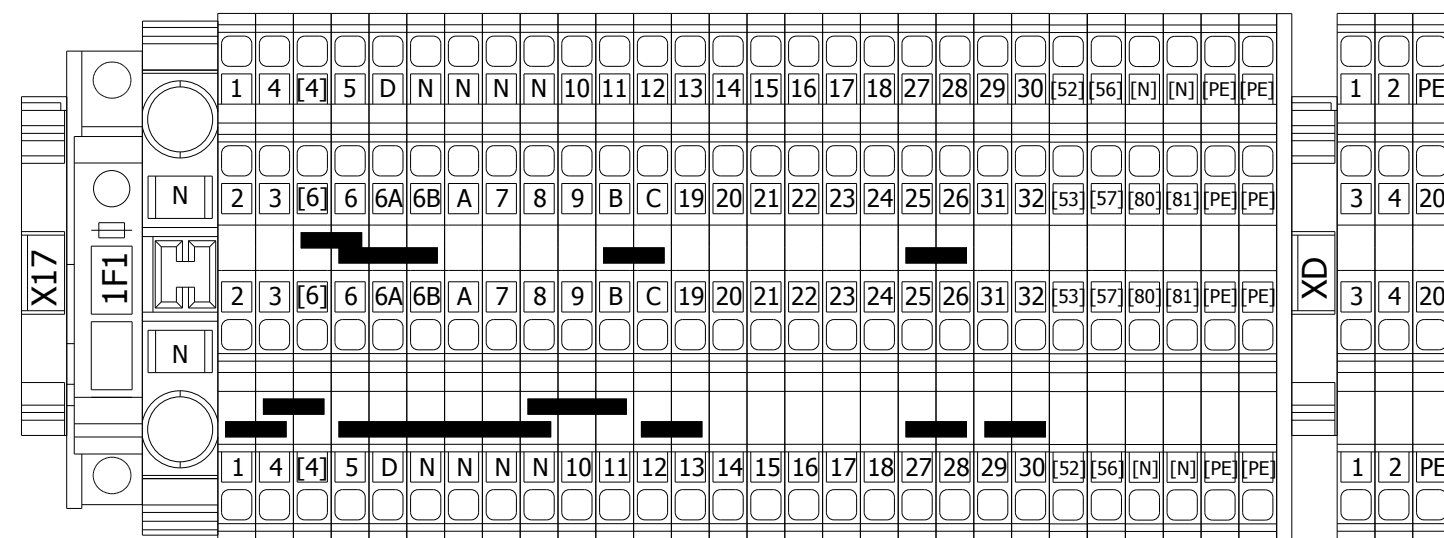 1 4 [4] 5 D N N N N 10 11 12 13 14 15 16 17 18 27 28 29 30 [52] [56] [N] [N] [PE] [PE] 1 2 PE
N 2 3 [6] 6 6A 6B A 7 8 9 B C 19 20 21 22 23 24 25 26 31 32 [53] [57] [80] [81] [PE] [PE] 3 4 20
X17 1F1 XD
2 3 [6] 6 6A 6B A 7 8 9 B C 19 20 21 22 23 24 25 26 31 32 [53] [57] [80] [81] [PE] [PE] 3 4 20
N
1 4 [4] 5 D N N N N 10 11 12 13 14 15 16 17 18 27 28 29 30 [52] [56] [N] [N] [PE] [PE] 1 2 PE